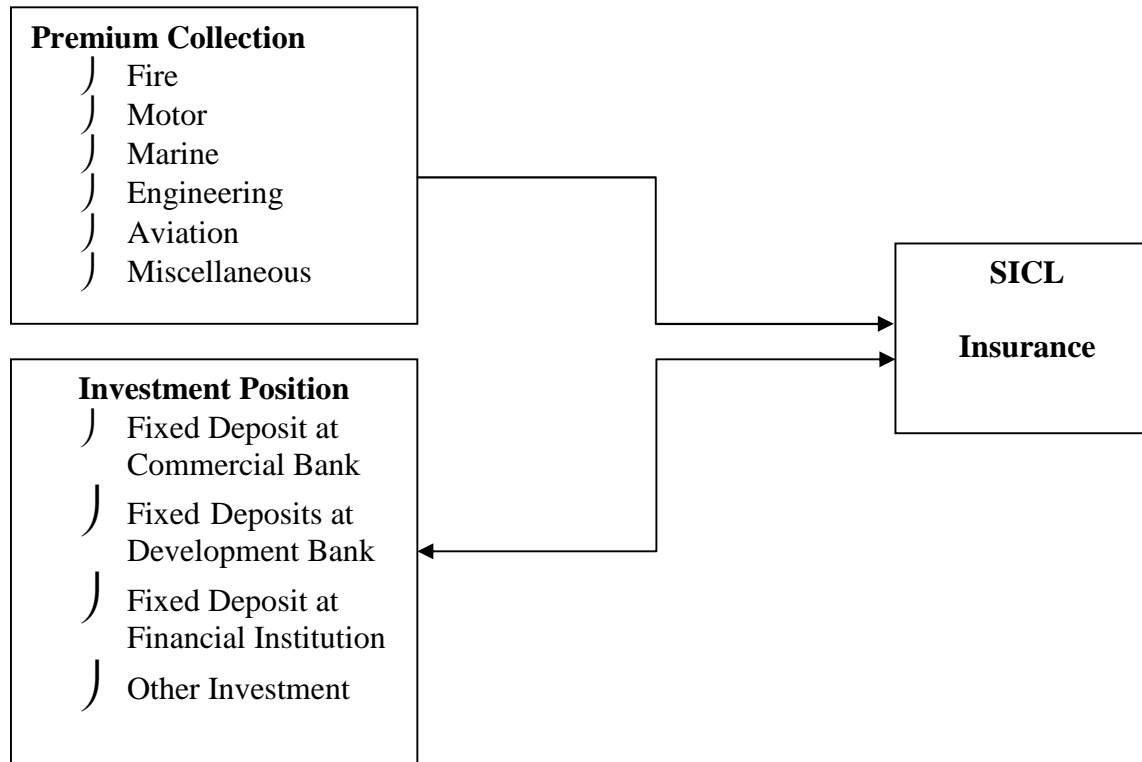 Premium Collection
Fire
Motor
Marine
Engineering
Aviation
Miscellaneous
SICL
Insurance
Investment Position
Fixed Deposit at
Commercial Bank
Fixed Deposits at
Development Bank
Fixed Deposit at
Financial Institution
Other Investment